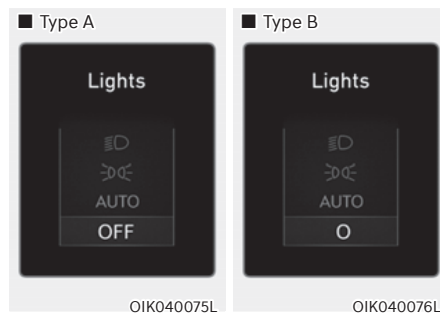 ■ Type A
Lights
AUTO
OFF
OIK040075L
■ Type B
Lights
AUTO
O
OIK040076L